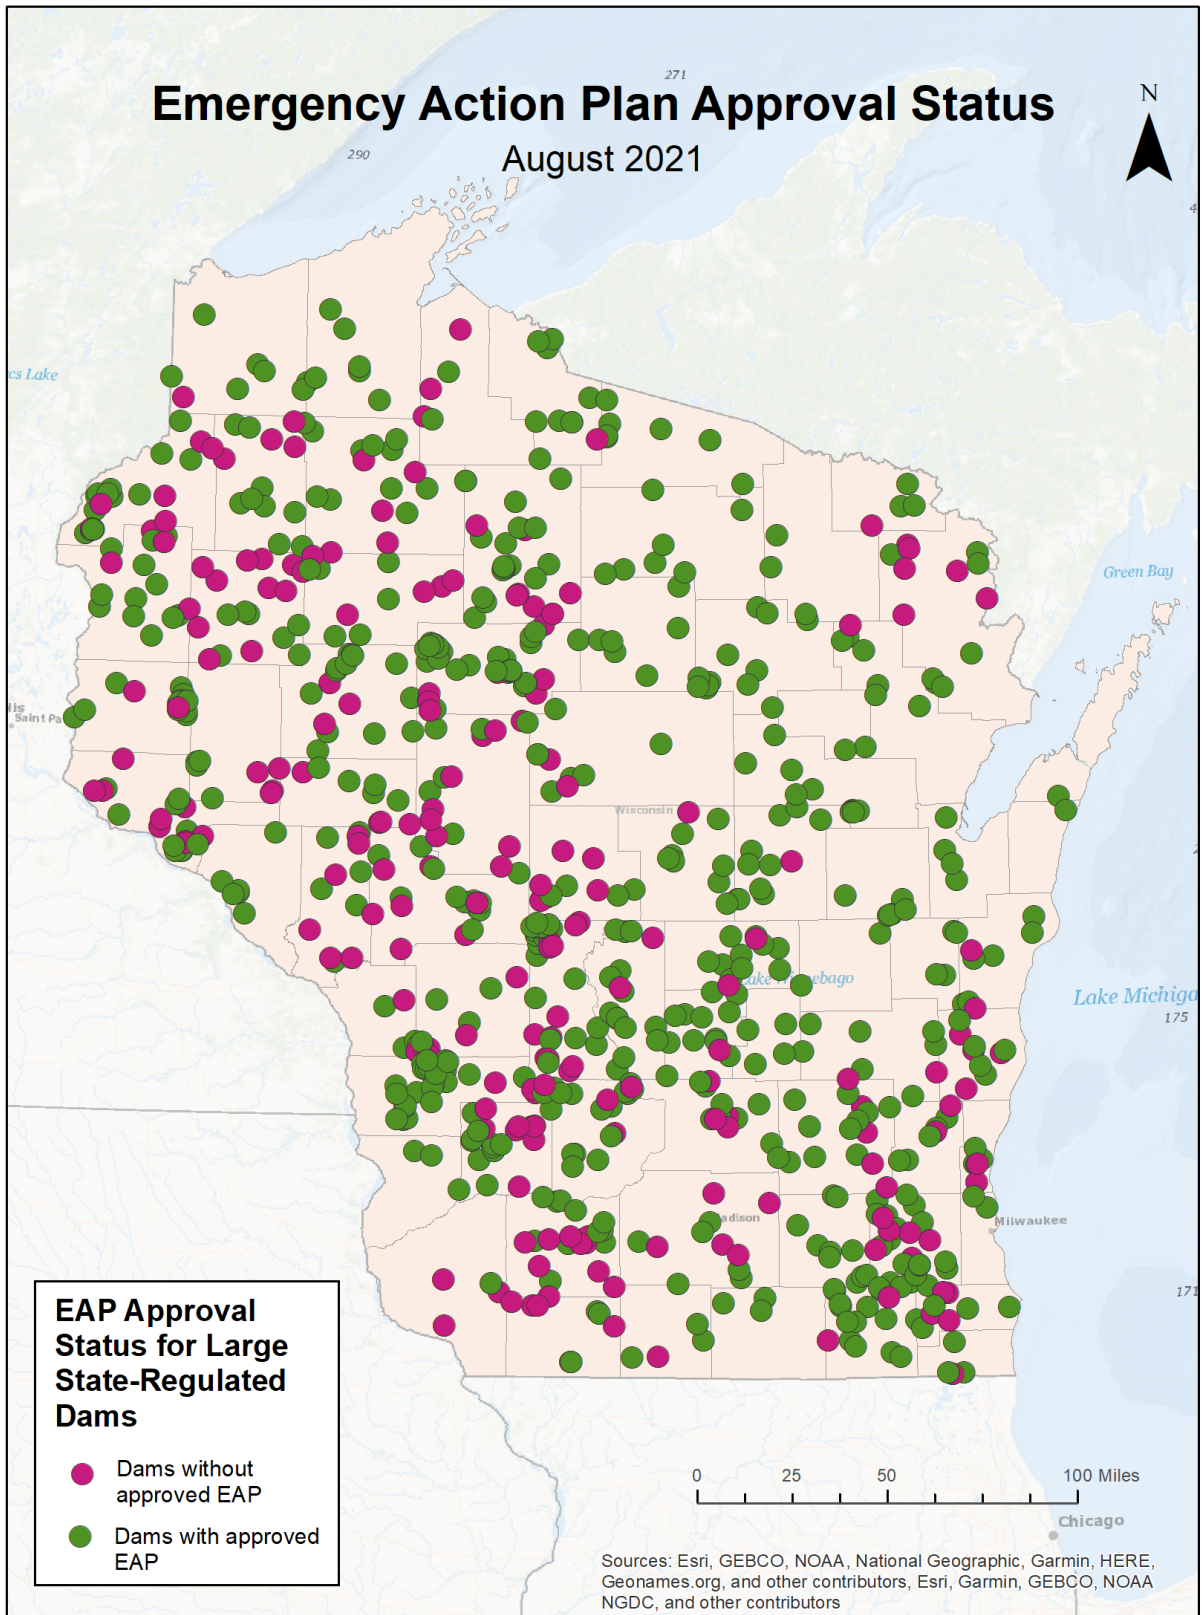 271
Emergency Action Plan Approval Status
N
290
August 2021
cs Lake
Green Bay
Saint Pa
Wisconsin
Lake Michiga
175
Milwaukee
171
EAP Approval
Status for Large
State-Regulated
Dams
Dams without
approved EAP
Dams with approved
EAP
0 25 50 100 Miles
Chicago
Sources: Esri, GEBCO, NOAA, National Geographic, Garmin, HERE,
Geonames.org, and other contributors, Esri, Garmin, GEBCO, NOAA
NGDC, and other contributors